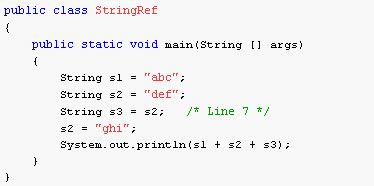 public class StringRef
{
    public static void main(String [] args)
    {
        String s1 = "abc";
        String s2 = "def";
        String s3 = s2;   /* Line 7 */
        s2 = "ghi";
        System.out.println(s1 + s2 + s3);
    }
}